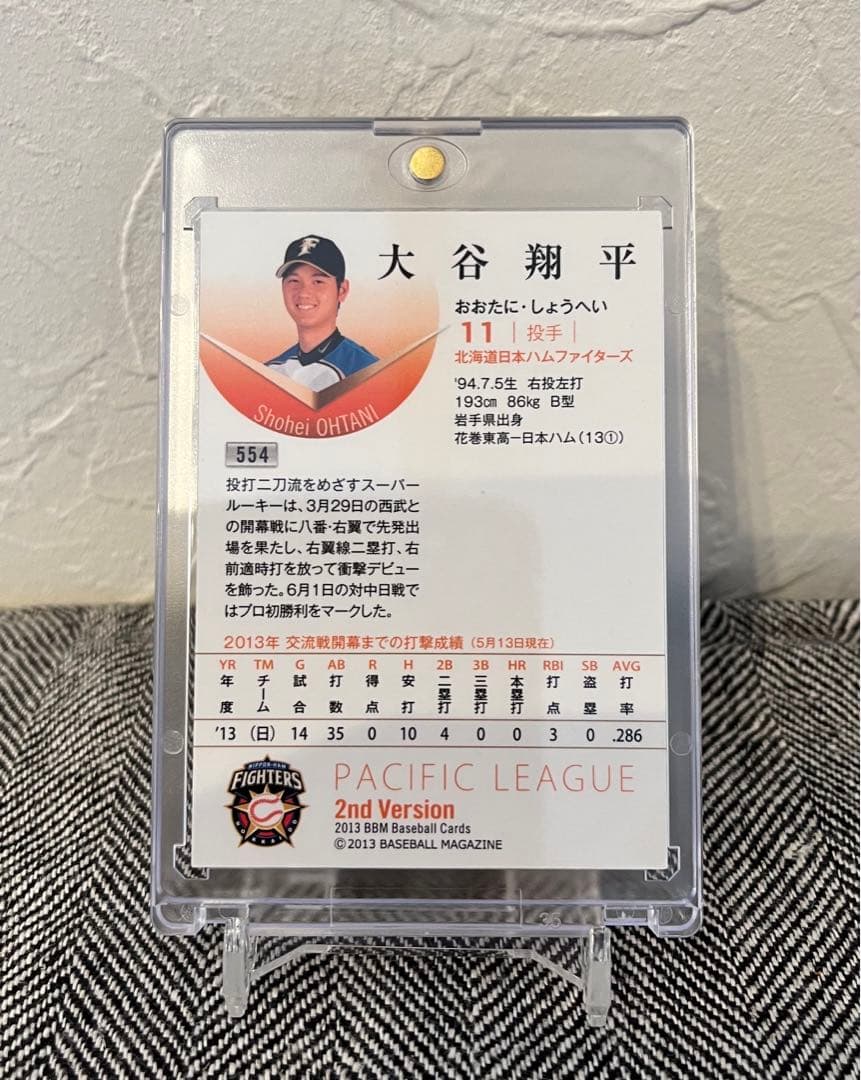 大谷翔平
おおたに・しょうへい
11 | 投手 |
北海道日本ハムファイターズ
'94.7.5生 右投左打
193㎝ 86㎏ B型
岩手県出身
花巻東高ー日本ハム(13①)
F
Shohei OHTANI
554
投打二刀流をめざすスーパー
ルーキーは、3月29日の西武と
の開幕戦に八番・右翼で先発出
場を果たし、右翼線二塁打、右
前適時打を放って衝撃デビュー
を飾った。6月1日の対中日戦で
はプロ初勝利をマークした。
2013年 交流戦開幕までの打撃成績(5月13日現在)
YR TM G AB R H 2B 3B HR RBI SB AVG
年度 チーム 試合 打数 得点 安打 二塁打 三塁打 本塁打 打点 盗塁 打率
'13 (日) 14 35 0 10 4 0 0 3 0 .286
NIPPON-HAM
FIGHTERS
HOKKAIDO
PACIFIC LEAGUE
2nd Version
2013 BBM Baseball Cards
©2013 BASEBALL MAGAZINE
35